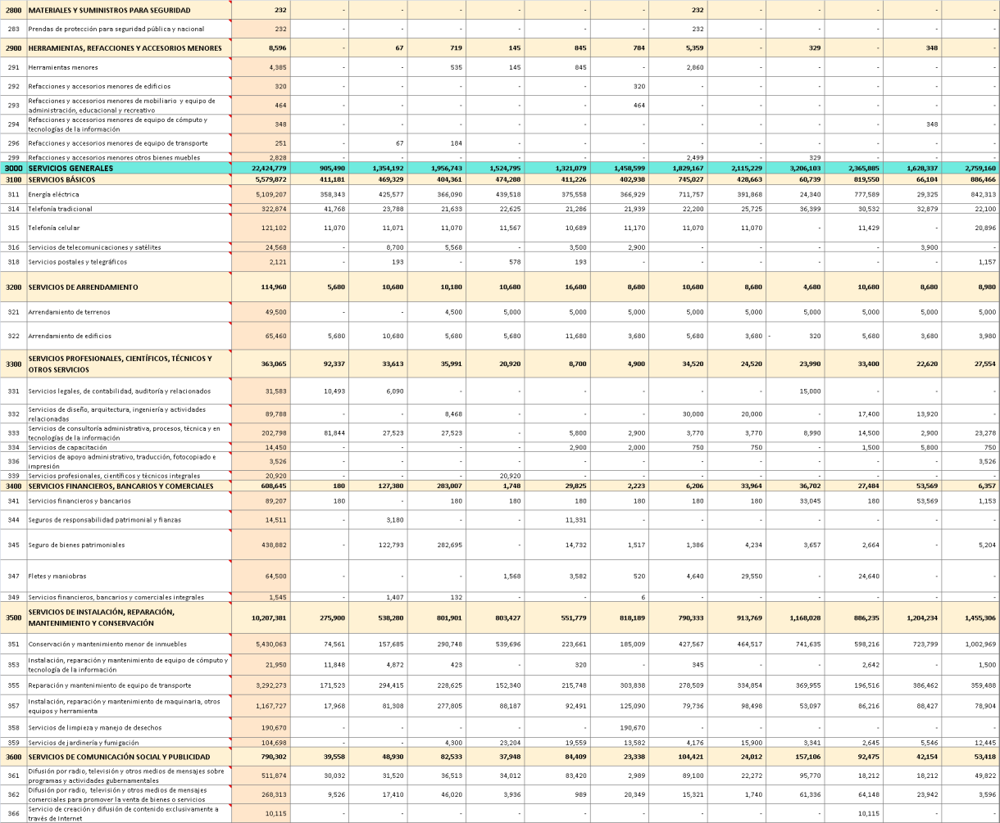 2800 MATERIALES Y SUMINISTROS PARA SEGURIDAD 232 - - - - - - 232 - - - - -
283 Prendas de protección para seguridad pública y nacional 232 - - - - - - 232 - - - - -
2900 HERRAMIENTAS, REFACCIONES Y ACCESORIOS MENORES 8,596 - 67 719 145 845 784 5,359 - 329 - 348 -
291 Herramientas menores 4,385 - - 535 145 845 - 2,860 - - - - -
292 Refacciones y accesorios menores de edificios 320 - - - - - 320 - - - - - -
293 Refacciones y accesorios menores de mobiliario y equipo de
administración, educacional y recreativo 464 - - - - - 464 - - - - - -
294 Refacciones y accesorios menores de equipo de cómputo y
tecnologías de la información 348 - - - - - - - - - - 348 -
296 Refacciones y accesorios menores de equipo de transporte 251 - 67 184 - - - - - - - - -
299 Refacciones y accesorios menores otros bienes muebles 2,828 - - - - - - 2,499 - 329 - - -
3000 SERVICIOS GENERALES 22,424,779 905,490 1,354,192 1,956,743 1,524,795 1,321,079 1,458,599 1,829,167 2,115,229 3,206,103 2,365,885 1,628,337 2,759,160
3100 SERVICIOS BÁSICOS 5,579,872 411,181 469,329 404,361 474,288 411,226 402,938 745,027 428,663 60,739 819,550 66,104 886,466
311 Energía eléctrica 5,109,207 358,343 425,577 366,090 439,518 375,558 366,929 711,757 391,868 24,340 777,589 29,325 842,313
314 Telefonía tradicional 322,874 41,768 23,788 21,633 22,625 21,286 21,939 22,200 25,725 36,399 30,532 32,879 22,100
315 Telefonía celular 121,102 11,070 11,071 11,070 11,567 10,689 11,170 11,070 11,070 - 11,429 - 20,896
316 Servicios de telecomunicaciones y satélites 24,568 - 8,700 5,568 - 3,500 2,900 - - - - 3,900 -
318 Servicios postales y telegráficos 2,121 - 193 - 578 193 - - - - - - 1,157
3200 SERVICIOS DE ARRENDAMIENTO 114,960 5,680 10,680 10,180 10,680 16,680 8,680 10,680 8,680 4,680 10,680 8,680 8,980
321 Arrendamiento de terrenos 49,500 - - 4,500 5,000 5,000 5,000 5,000 5,000 5,000 5,000 5,000 5,000
322 Arrendamiento de edificios 65,460 5,680 10,680 5,680 5,680 11,680 3,680 5,680 3,680 - 320 5,680 3,680 3,980
3300 SERVICIOS PROFESIONALES, CIENTÍFICOS, TÉCNICOS Y
OTROS SERVICIOS 363,065 92,337 33,613 35,991 20,920 8,700 4,900 34,520 24,520 23,990 33,400 22,620 27,554
331 Servicios legales, de contabilidad, auditoría y relacionados 31,583 10,493 6,090 - - - - - - 15,000 - - -
332 Servicios de diseño, arquitectura, ingeniería y actividades
relacionadas 89,788 - - 8,468 - - - 30,000 20,000 - 17,400 13,920 -
333 Servicios de consultoría administrativa, procesos, técnica y en
tecnologías de la información 202,798 81,844 27,523 27,523 - 5,800 2,900 3,770 3,770 8,990 14,500 2,900 23,278
334 Servicios de capacitación 14,450 - - - - 2,900 2,000 750 750 - 1,500 5,800 750
336 Servicios de apoyo administrativo, traducción, fotocopiado e
impresión 3,526 - - - - - - - - - - - 3,526
339 Servicios profesionales, científicos y técnicos integrales 20,920 - - - 20,920 - - - - - - - -
3400 SERVICIOS FINANCIEROS, BANCARIOS Y COMERCIALES 608,645 180 127,380 283,007 1,748 29,825 2,223 6,206 33,964 36,702 27,484 53,569 6,357
341 Servicios financieros y bancarios 89,207 180 - 180 180 180 180 180 180 33,045 180 53,569 1,153
344 Seguros de responsabilidad patrimonial y fianzas 14,511 - 3,180 - - 11,331 - - - - - - -
345 Seguro de bienes patrimoniales 438,882 - 122,793 282,695 - 14,732 1,517 1,386 4,234 3,657 2,664 - 5,204
347 Fletes y maniobras 64,500 - - - 1,568 3,582 520 4,640 29,550 - 24,640 - -
349 Servicios financieros, bancarios y comerciales integrales 1,545 - 1,407 132 - - 6 - - - - - -
3500 SERVICIOS DE INSTALACIÓN, REPARACIÓN,
MANTENIMIENTO Y CONSERVACIÓN 10,207,381 275,900 538,280 801,901 803,427 551,779 818,189 790,333 913,769 1,168,028 886,235 1,204,234 1,455,306
351 Conservación y mantenimiento menor de inmuebles 5,430,063 74,561 157,685 290,748 539,696 223,661 185,009 427,567 464,517 741,635 598,216 723,799 1,002,969
353 Instalación, reparación y mantenimiento de equipo de cómputo y
tecnología de la información 21,950 11,848 4,872 423 - 320 - 345 - - 2,642 - 1,500
355 Reparación y mantenimiento de equipo de transporte 3,292,273 171,523 294,415 228,625 152,340 215,748 303,838 278,509 334,854 369,955 196,516 386,462 359,488
357 Instalación, reparación y mantenimiento de maquinaria, otros
equipos y herramienta 1,167,727 17,968 81,308 277,805 88,187 92,491 125,090 79,736 98,498 53,097 86,216 88,427 78,904
358 Servicios de limpieza y manejo de desechos 190,670 - - - - - 190,670 - - - - - -
359 Servicios de jardinería y fumigación 104,698 - - 4,300 23,204 19,559 13,582 4,176 15,900 3,341 2,645 5,546 12,445
3600 SERVICIOS DE COMUNICACIÓN SOCIAL Y PUBLICIDAD 790,302 39,558 48,930 82,533 37,948 84,409 23,338 104,421 24,012 157,106 92,475 42,154 53,418
361 Difusión por radio, televisión y otros medios de mensajes sobre
programas y actividades gubernamentales 511,874 30,032 31,520 36,513 34,012 83,420 2,989 89,100 22,272 95,770 18,212 18,212 49,822
362 Difusión por radio, televisión y otros medios de mensajes
comerciales para promover la venta de bienes o servicios 268,313 9,526 17,410 46,020 3,936 989 20,349 15,321 1,740 61,336 64,148 23,942 3,596
366 Servicio de creación y difusión de contenido exclusivamente a
través de Internet 10,115 - - - - - - - - - 10,115 - -